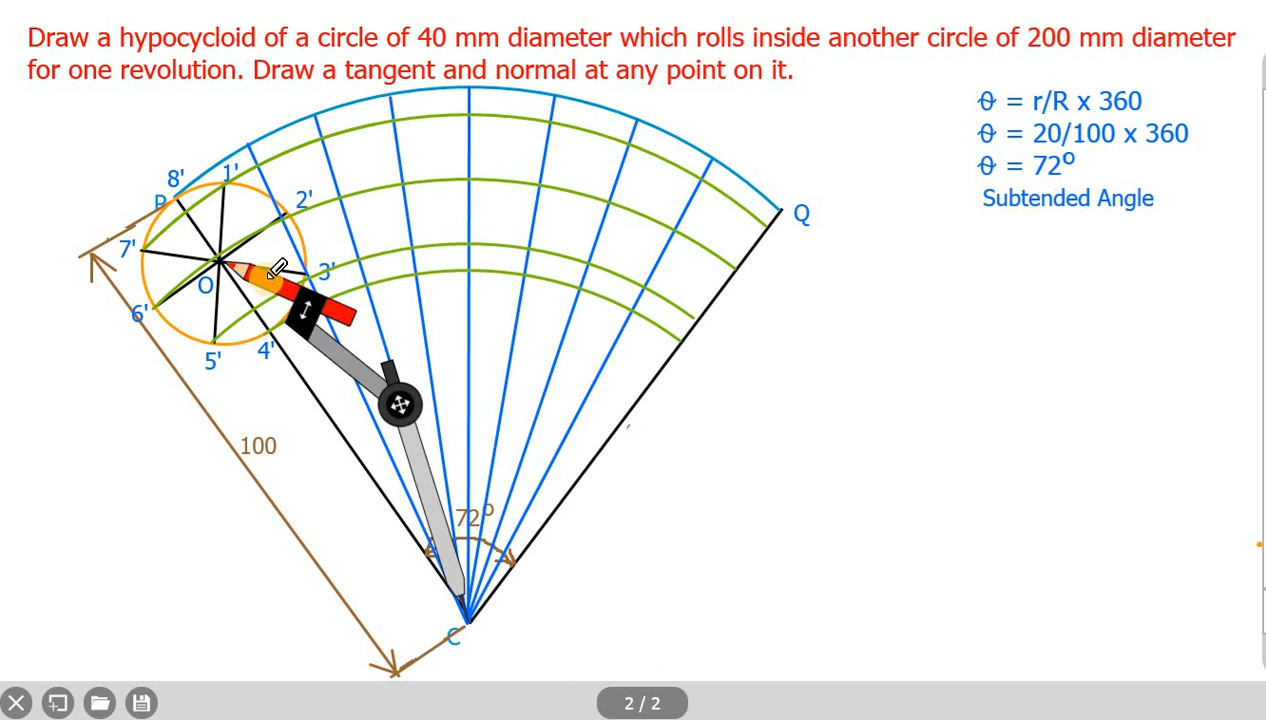 Draw a hypocycloid of a circle of 40 mm diameter which rolls inside another circle of 200 mm diameter
for one revolution. Draw a tangent and normal at any point on it.
θ = r/R x 360
θ = 20/100 x 360
θ = 72⁰
Subtended Angle
8'
1'
P
2'
Q
7'
3'
O
6'
5'
4'
100
72⁰
C
2 / 2